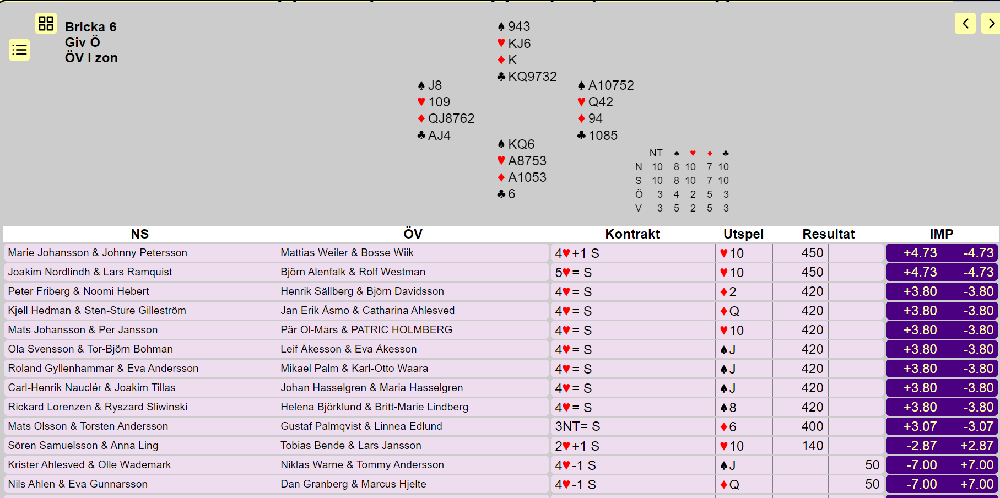 Bricka 6
Giv Ö
ÖV i zon
♠ 943
♥ KJ6
♦ K
♣ KQ9732
♠ J8
♥ 109
♦ QJ8762
♣ AJ4
♠ A10752
♥ Q42
♦ 94
♣ 1085
♠ KQ6
♥ A8753
♦ A1053
♣ 6
NT ♠ ♥ ♦ ♣
N 10 8 10 7 10
S 10 8 10 7 10
Ö 3 4 2 5 3
V 3 5 2 5 3
NS ÖV Kontrakt Utspel Resultat IMP
Marie Johansson & Johnny Petersson Mattias Weiler & Bosse Wiik 4♥+1 S ♥10 450 +4.73 -4.73
Joakim Nordlindh & Lars Ramquist Björn Alenfalk & Rolf Westman 5♥= S ♥10 450 +4.73 -4.73
Peter Friberg & Noomi Hebert Henrik Sällberg & Björn Davidsson 4♥= S ♦2 420 +3.80 -3.80
Kjell Hedman & Sten-Sture Gilleström Jan Erik Åsmo & Catharina Ahlesved 4♥= S ♦Q 420 +3.80 -3.80
Mats Johansson & Per Jansson Pär Ol-Mårs & PATRIC HOLMBERG 4♥= S ♥10 420 +3.80 -3.80
Ola Svensson & Tor-Björn Bohman Leif Åkesson & Eva Åkesson 4♥= S ♠J 420 +3.80 -3.80
Roland Gyllenhammar & Eva Andersson Mikael Palm & Karl-Otto Waara 4♥= S ♠J 420 +3.80 -3.80
Carl-Henrik Nauclér & Joakim Tillas Johan Hasselgren & Maria Hasselgren 4♥= S ♠J 420 +3.80 -3.80
Rickard Lorenzen & Ryszard Sliwinski Helena Björklund & Britt-Marie Lindberg 4♥= S ♠8 420 +3.80 -3.80
Mats Olsson & Torsten Andersson Gustaf Palmqvist & Linnea Edlund 3NT= S ♦6 400 +3.07 -3.07
Sören Samuelsson & Anna Ling Tobias Bende & Lars Jansson 2♥+1 S ♥10 140 -2.87 +2.87
Krister Ahlesved & Olle Wademark Niklas Warne & Tommy Andersson 4♥-1 S ♠J 50 -7.00 +7.00
Nils Ahlen & Eva Gunnarsson Dan Granberg & Marcus Hjelte 4♥-1 S ♦Q 50 -7.00 +7.00